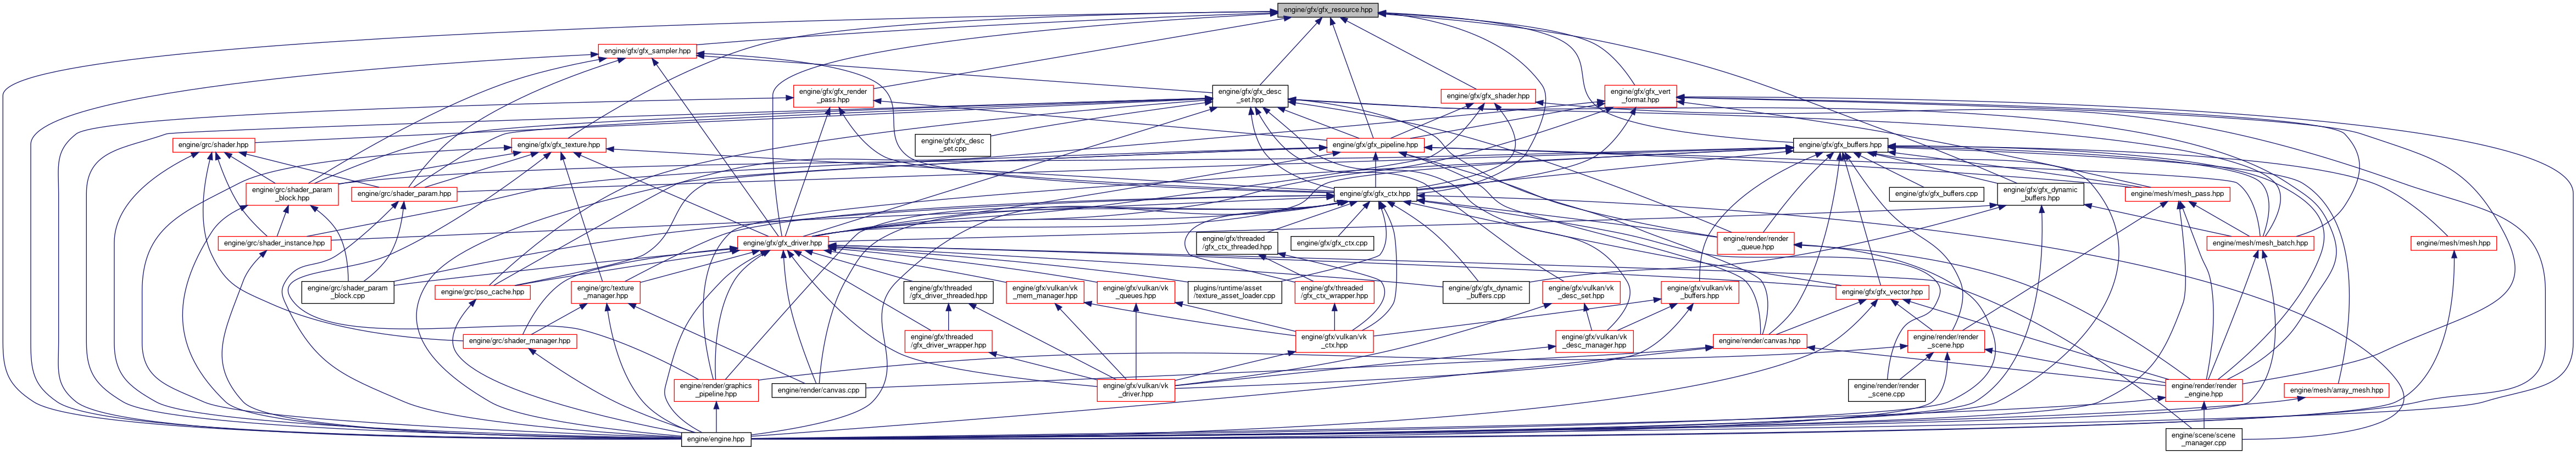 engine/gfx/gfx_resource.hpp
engine/gfx/gfx_sampler.hpp
engine/gfx/gfx_render
_pass.hpp
engine/gfx/gfx_desc
_set.hpp
engine/gfx/gfx_shader.hpp
engine/gfx/gfx_vert
_format.hpp
engine/grc/shader.hpp
engine/gfx/gfx_texture.hpp
engine/gfx/gfx_desc
_set.cpp
engine/gfx/gfx_pipeline.hpp
engine/gfx/gfx_buffers.hpp
engine/grc/shader_param
_block.hpp
engine/grc/shader_param.hpp
engine/gfx/gfx_ctx.hpp
engine/gfx/gfx_buffers.cpp
engine/gfx/gfx_dynamic
_buffers.hpp
engine/mesh/mesh_pass.hpp
engine/grc/shader_instance.hpp
engine/gfx/gfx_driver.hpp
engine/gfx/threaded
/gfx_ctx_threaded.hpp
engine/gfx/gfx_ctx.cpp
engine/render/render
_queue.hpp
engine/mesh/mesh_batch.hpp
engine/mesh/mesh.hpp
engine/grc/shader_param
_block.cpp
engine/grc/pso_cache.hpp
engine/grc/texture
_manager.hpp
engine/gfx/threaded
/gfx_driver_threaded.hpp
engine/gfx/vulkan/vk
_mem_manager.hpp
engine/gfx/vulkan/vk
_queues.hpp
plugins/runtime/asset
/texture_asset_loader.cpp
engine/gfx/threaded
/gfx_ctx_wrapper.hpp
engine/gfx/gfx_dynamic
_buffers.cpp
engine/gfx/vulkan/vk
_desc_set.hpp
engine/gfx/vulkan/vk
_buffers.hpp
engine/gfx/gfx_vector.hpp
engine/grc/shader_manager.hpp
engine/gfx/threaded
/gfx_driver_wrapper.hpp
engine/gfx/vulkan/vk
_ctx.hpp
engine/gfx/vulkan/vk
_desc_manager.hpp
engine/render/canvas.hpp
engine/render/render
_scene.hpp
engine/render/graphics
_pipeline.hpp
engine/render/canvas.cpp
engine/gfx/vulkan/vk
_driver.hpp
engine/render/render
_scene.cpp
engine/render/render
_engine.hpp
engine/mesh/array_mesh.hpp
engine/engine.hpp
engine/scene/scene
_manager.cpp